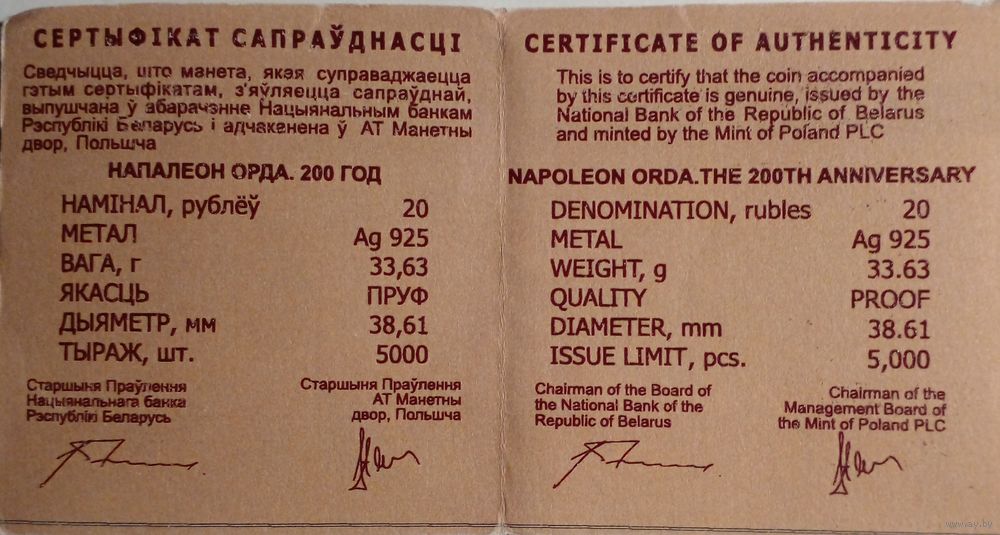 СЕРТЫФІКАТ САПРАЎДНАСЦІ
Сведчыцца, што манета, якая суправаджаецца
гэтым сертыфікатам, з'яўляецца сапраўднай,
выпушчана ў абарачэнне Нацыянальным банкам
Рэспублікі Беларусь і адчаканена ў АТ Манетны
двор, Польшча
НАПАЛЕОН ОРДА. 200 ГОД
НАМІНАЛ, рублёў 20
МЕТАЛ Ag 925
ВАГА, г 33,63
ЯКАСЦЬ ПРУФ
ДЫЯМЕТР, мм 38,61
ТЫРАЖ, шт. 5000
Старшыня Праўлення
Нацыянальнага банка
Рэспублікі Беларусь
Старшыня Праўлення
АТ Манетны
двор, Польшча
CERTIFICATE OF AUTHENTICITY
This is to certify that the coin accompanied
by this certificate is genuine, issued by the
National Bank of the Republic of Belarus
and minted by the Mint of Poland PLC
NAPOLEON ORDA.THE 200TH ANNIVERSARY
DENOMINATION, rubles 20
METAL Ag 925
WEIGHT, g 33.63
QUALITY PROOF
DIAMETER, mm 38.61
ISSUE LIMIT, pcs. 5,000
Chairman of the Board of
the National Bank of the
Republic of Belarus
Chairman of the
Management Board of
the Mint of Poland PLC
www.ay.by